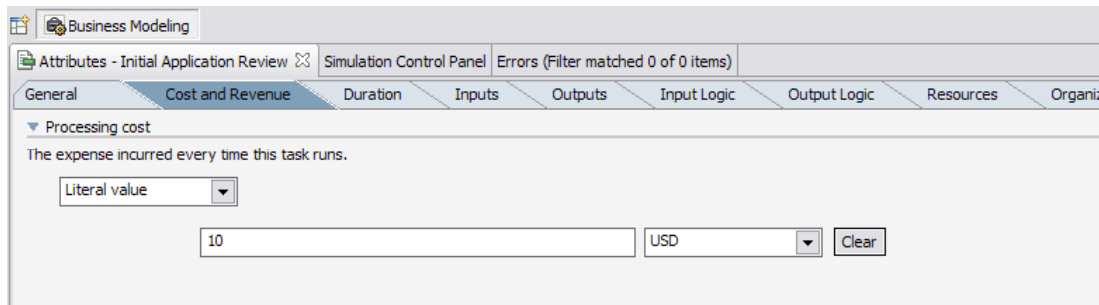 Business Modeling
Attributes - Initial Application Review Simulation Control Panel Errors (Filter matched 0 of 0 items)
General Cost and Revenue Duration Inputs Outputs Input Logic Output Logic Resources Organiz
Processing cost
The expense incurred every time this task runs.
Literal value
10 USD Clear